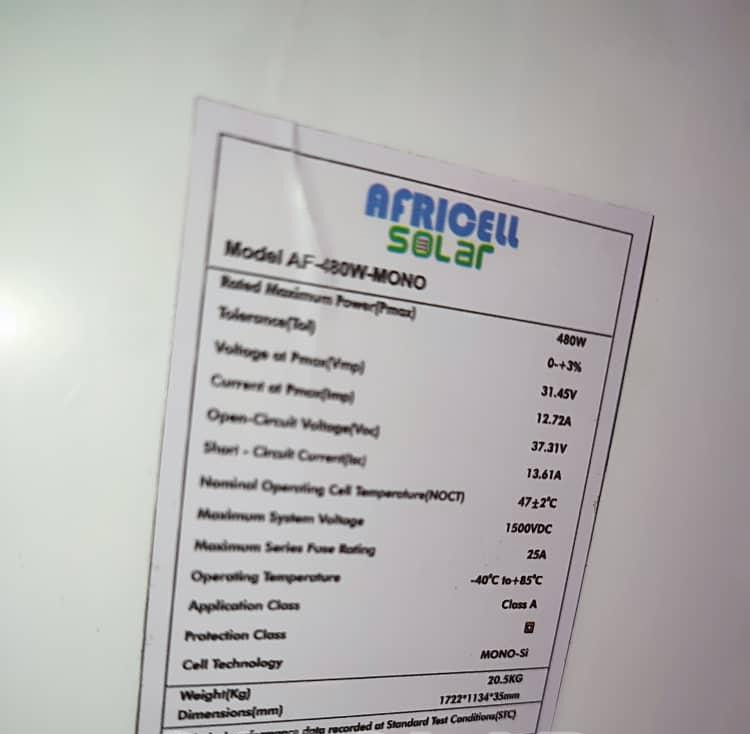 AFRICELL
SOLAR
Model AF-480W-MONO
Rated Maximum Power(Pmax) 480W
Tolerance(Tol) 0~+3%
Voltage at Pmax(Vmp) 31.45V
Current at Pmax(Imp) 12.72A
Open-Circuit Voltage(Voc) 37.31V
Short - Circuit Current(Isc) 13.61A
Nominal Operating Cell Temperature(NOCT) 47±2°C
Maximum System Voltage 1500VDC
Maximum Series Fuse Rating 25A
Operating Temperature -40°C to+85°C
Application Class Class A
Protection Class
Cell Technology MONO-Si
Weight(Kg) 20.5KG
Dimensions(mm) 1722*1134*35mm
data recorded at Standard Test Conditions(STC)